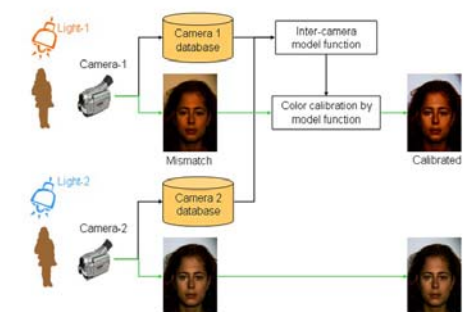 Light-1
Camera-1
Camera 1
database
Inter-camera
model function
Color calibration by
model function
Mismatch
Calibrated
Light-2
Camera-2
Camera 2
database